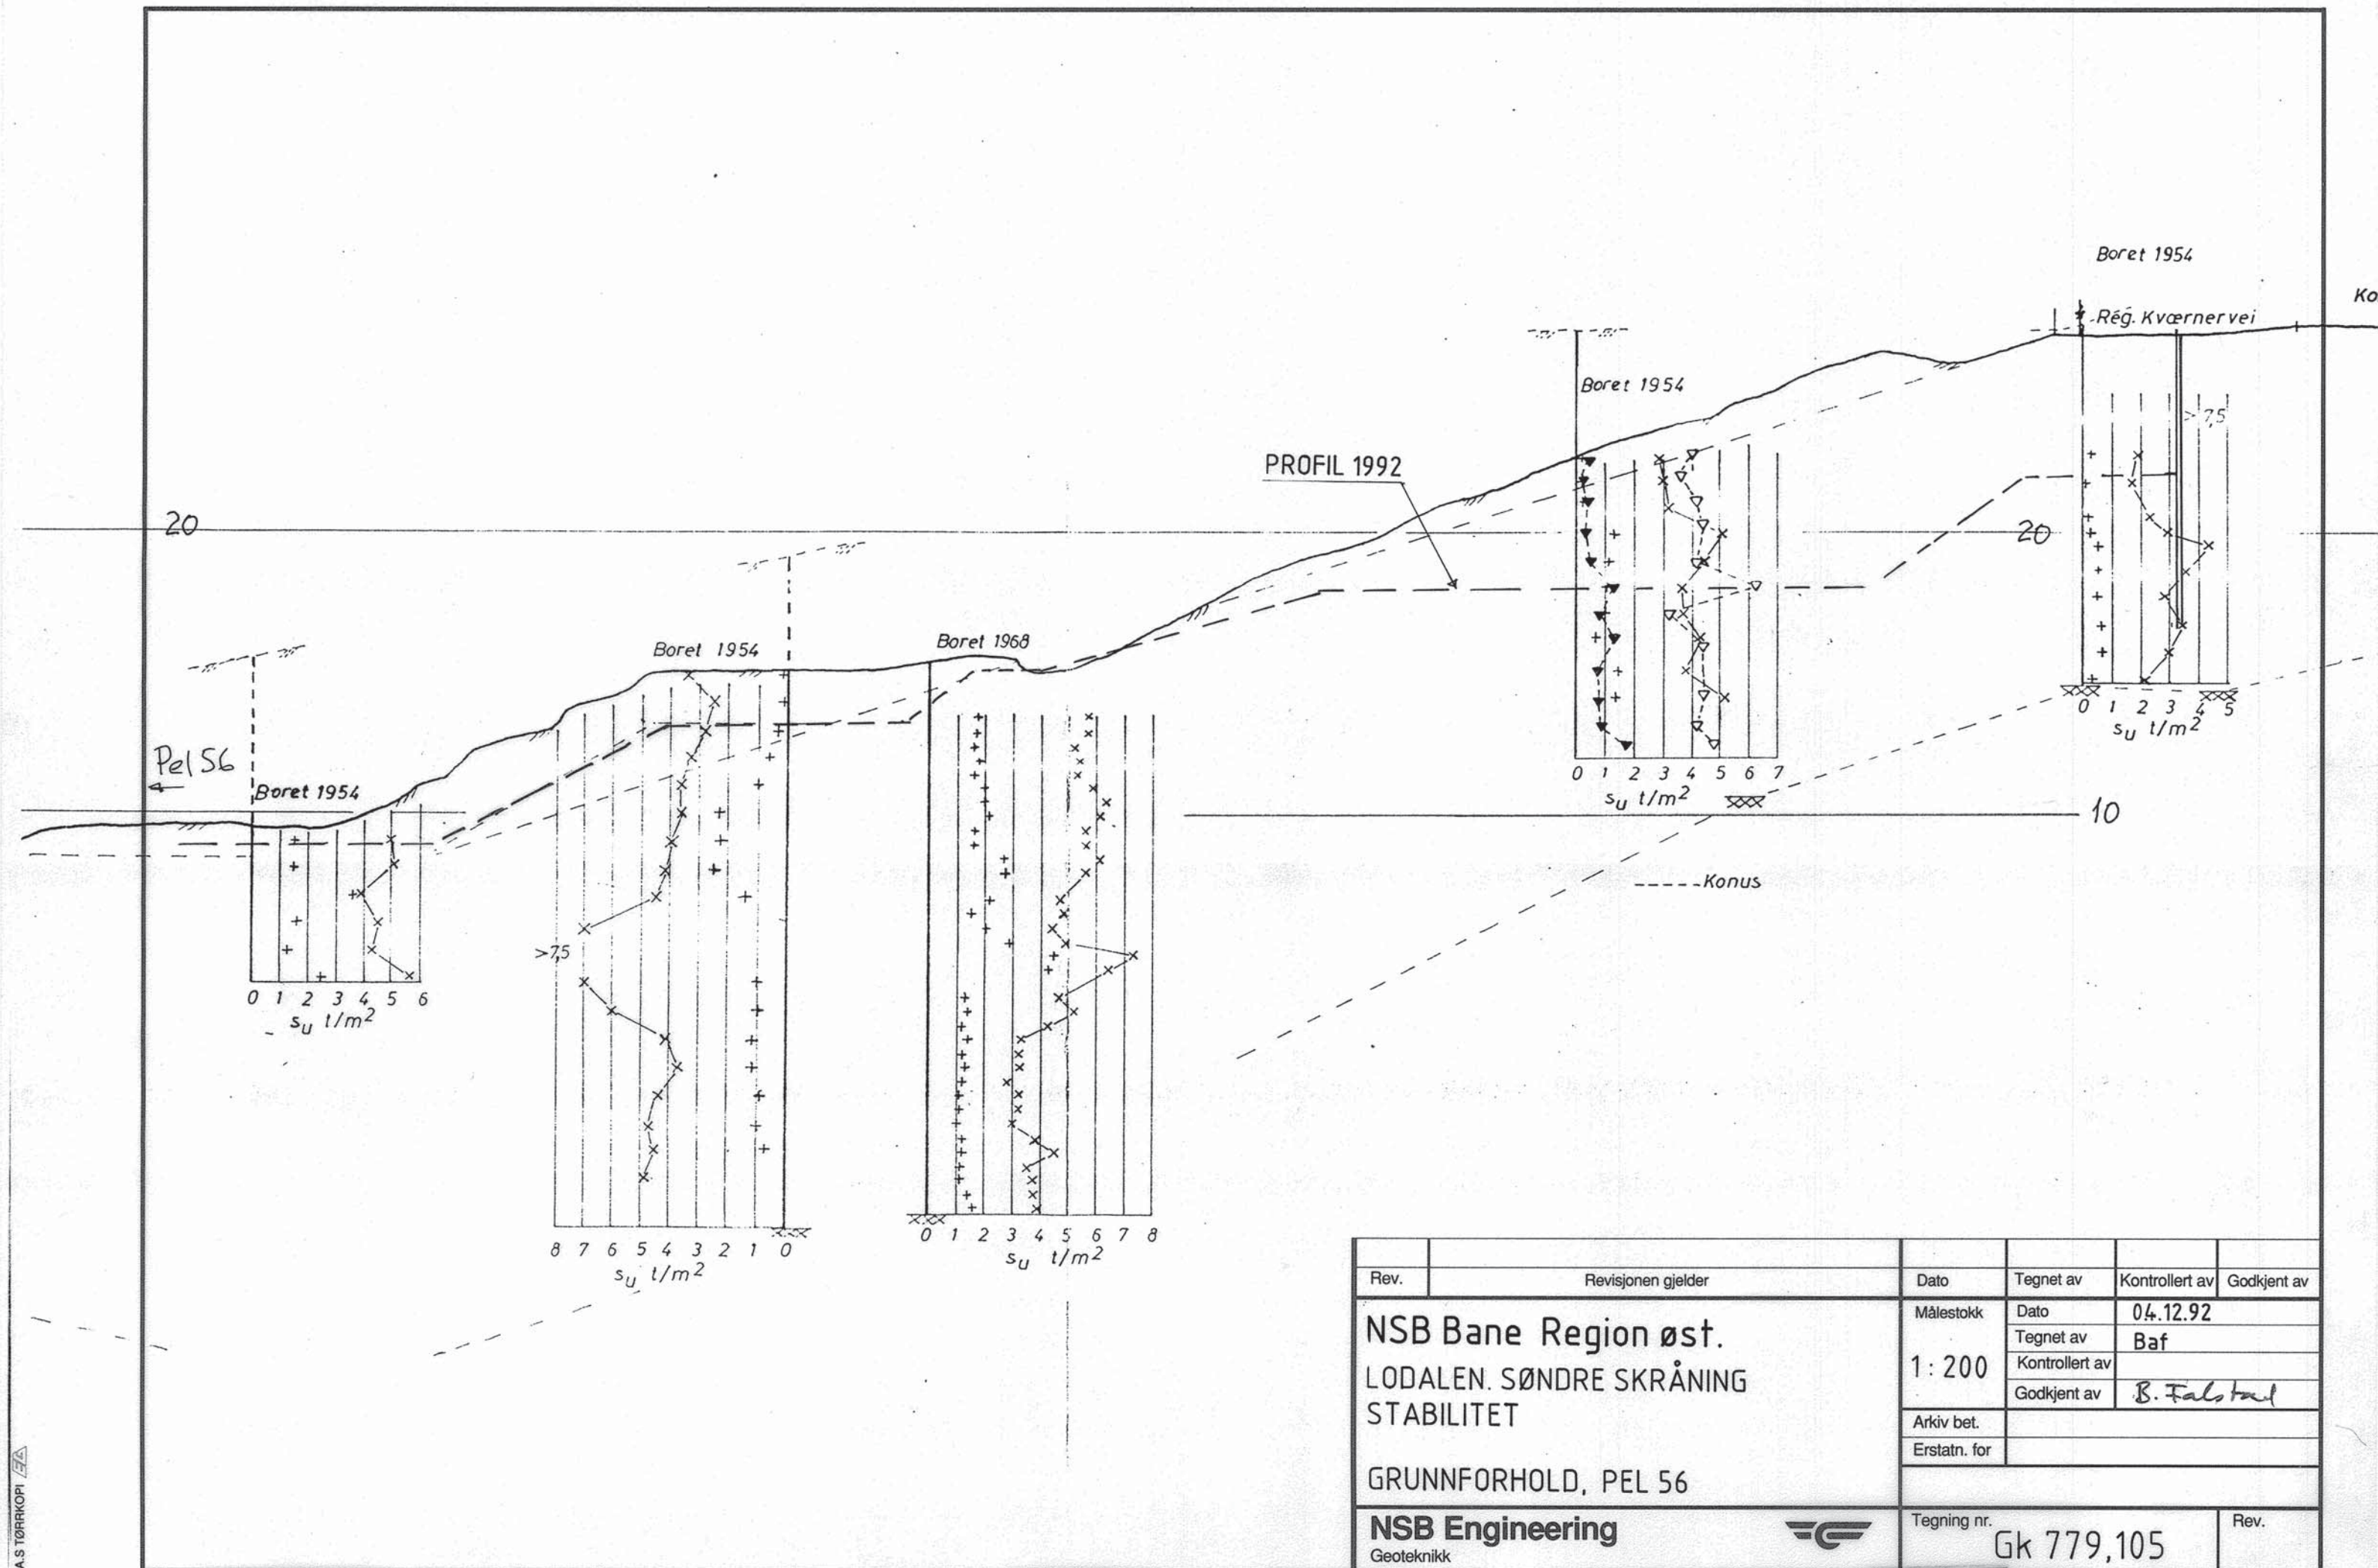 Boret 1954
Ko
Rég. Kværnervei
Boret 1954
>7,5
PROFIL 1992
20
20
Boret 1968
Boret 1954
Pel 56
Boret 1954
0 1 2 3 4 5
su t/m2
0 1 2 3 4 5 6 7
su t/m2
10
Konus
>7,5
0 1 2 3 4 5 6
su t/m2
8 7 6 5 4 3 2 1 0
su t/m2
0 1 2 3 4 5 6 7 8
su t/m2
Rev. Revisjonen gjelder Dato Tegnet av Kontrollert av Godkjent av
NSB Bane Region øst.
LODALEN. SØNDRE SKRÅNING
STABILITET
GRUNNFORHOLD, PEL 56
Målestokk
1:200
Dato 04.12.92
Tegnet av Baf
Kontrollert av
Godkjent av B. Falstad
Arkiv bet.
Erstatn. for
NSB Engineering
Geoteknikk
Tegning nr.
Gk 779,105
Rev.
A.S TØRRKOPI